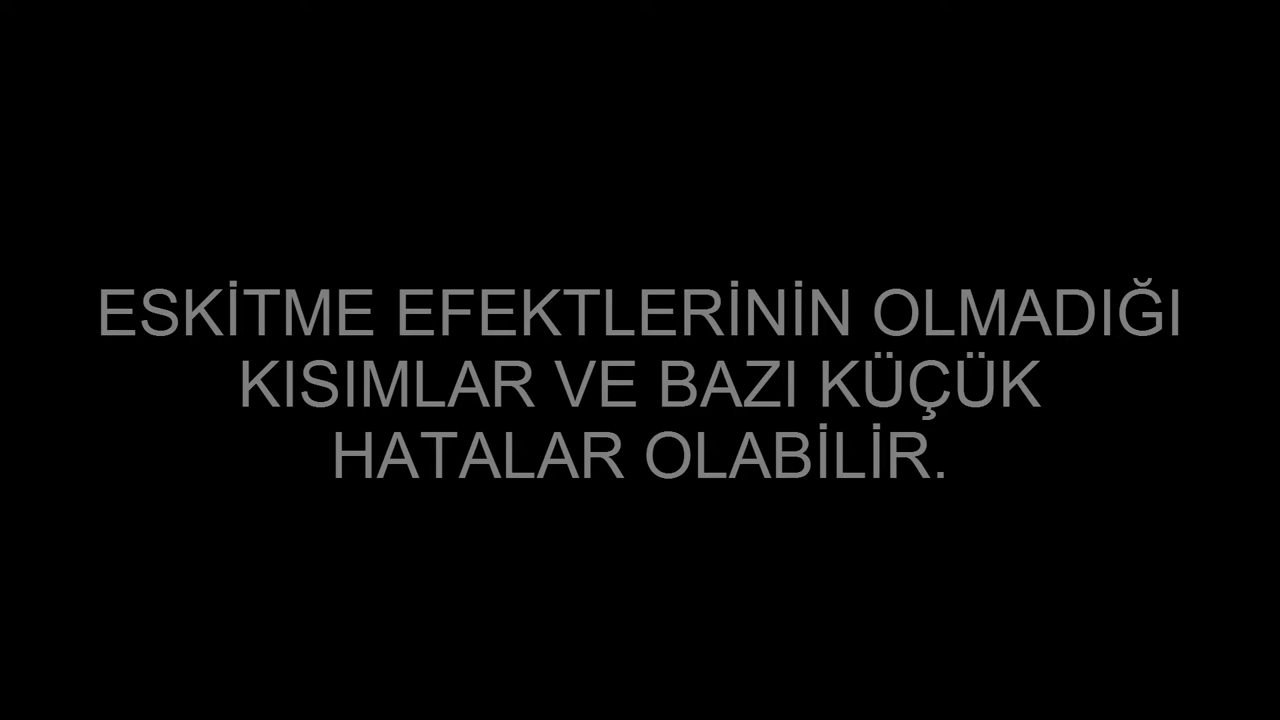 ESKİTME EFEKTLERİNİN OLMADIĞI
KISIMLAR VE BAZI KÜÇÜK
HATALAR OLABİLİR.